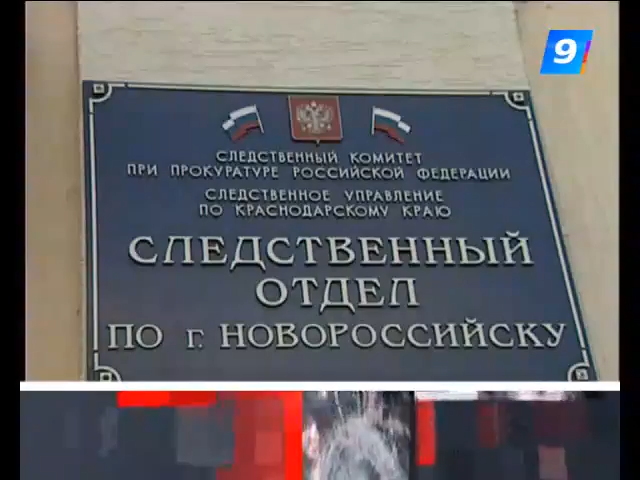 9
СЛЕДСТВЕННЫЙ КОМИТЕТ
ПРИ ПРОКУРАТУРЕ РОССИЙСКОЙ ФЕДЕРАЦИИ
СЛЕДСТВЕННОЕ УПРАВЛЕНИЕ
ПО КРАСНОДАРСКОМУ КРАЮ
СЛЕДСТВЕННЫЙ
ОТДЕЛ
ПО г. НОВОРОССИЙСКУ